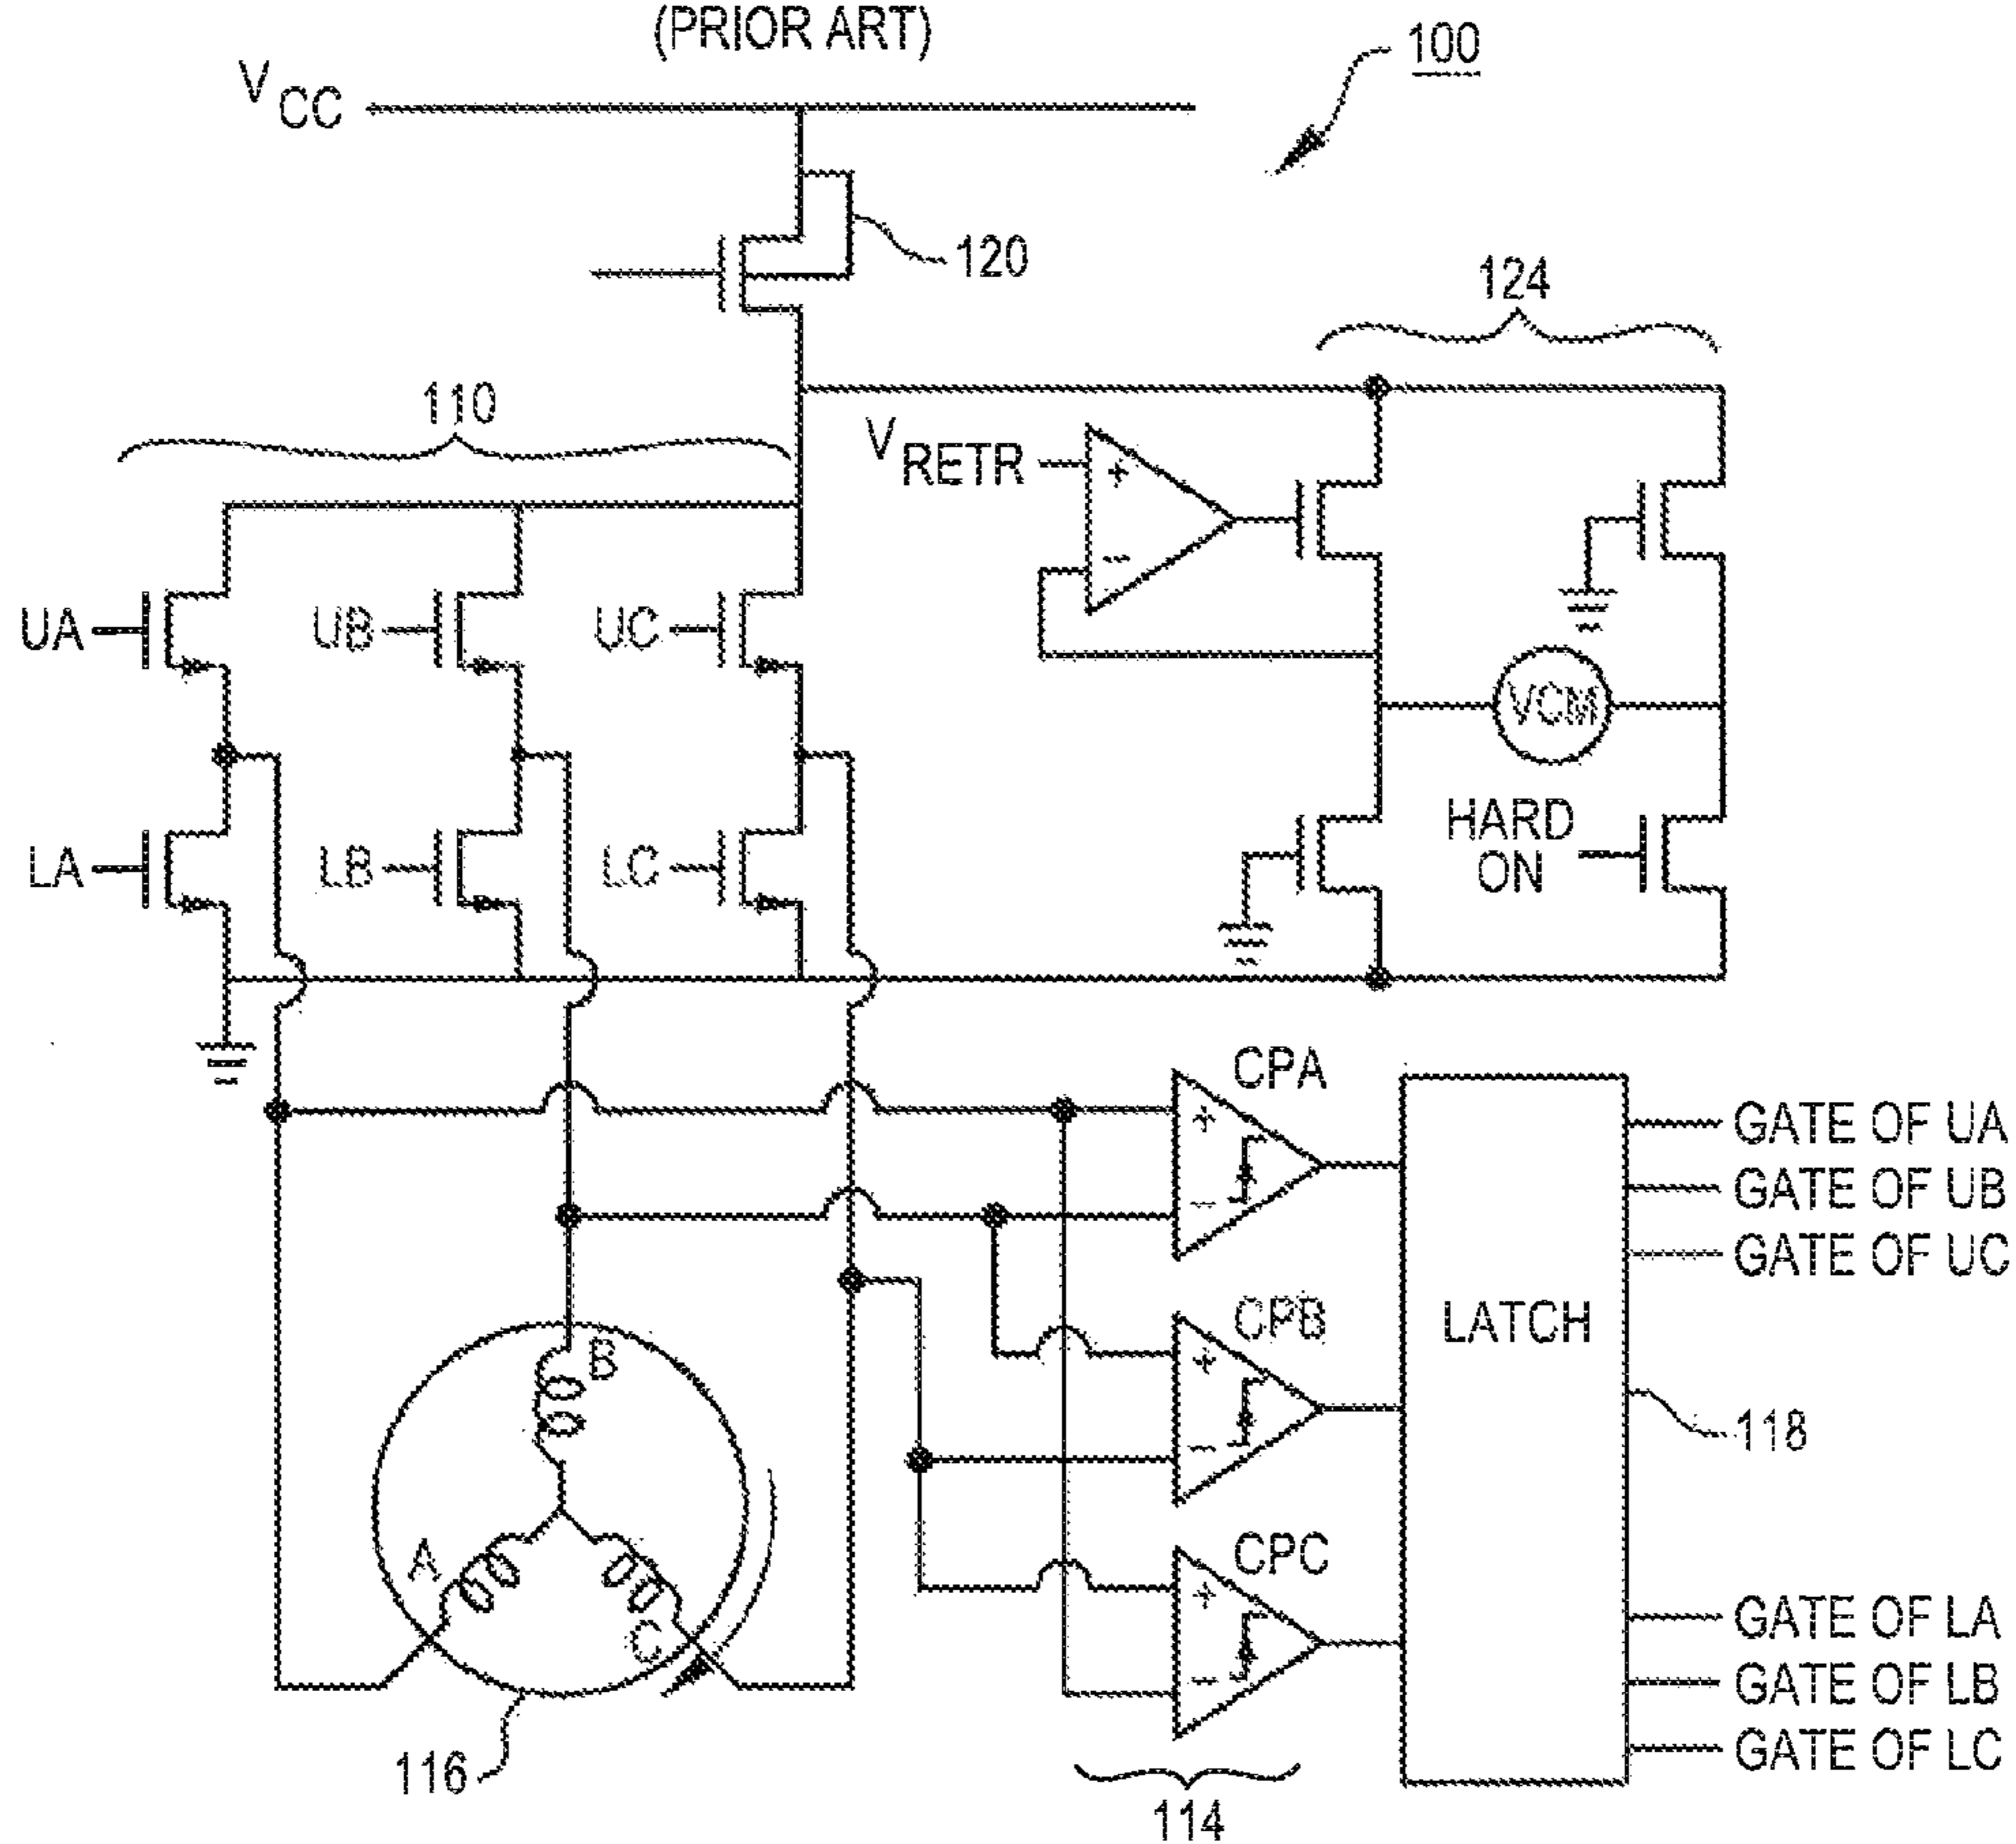 (PRIOR ART)
100
V CC
120
124
110
V RETR
+
−
UA
UB
UC
VCM
LA
LB
LC
HARD
ON
CPA
+
−
GATE OF UA
GATE OF UB
GATE OF UC
CPB
+
−
LATCH
118
B
A
C
CPC
+
−
GATE OF LA
GATE OF LB
GATE OF LC
116
114